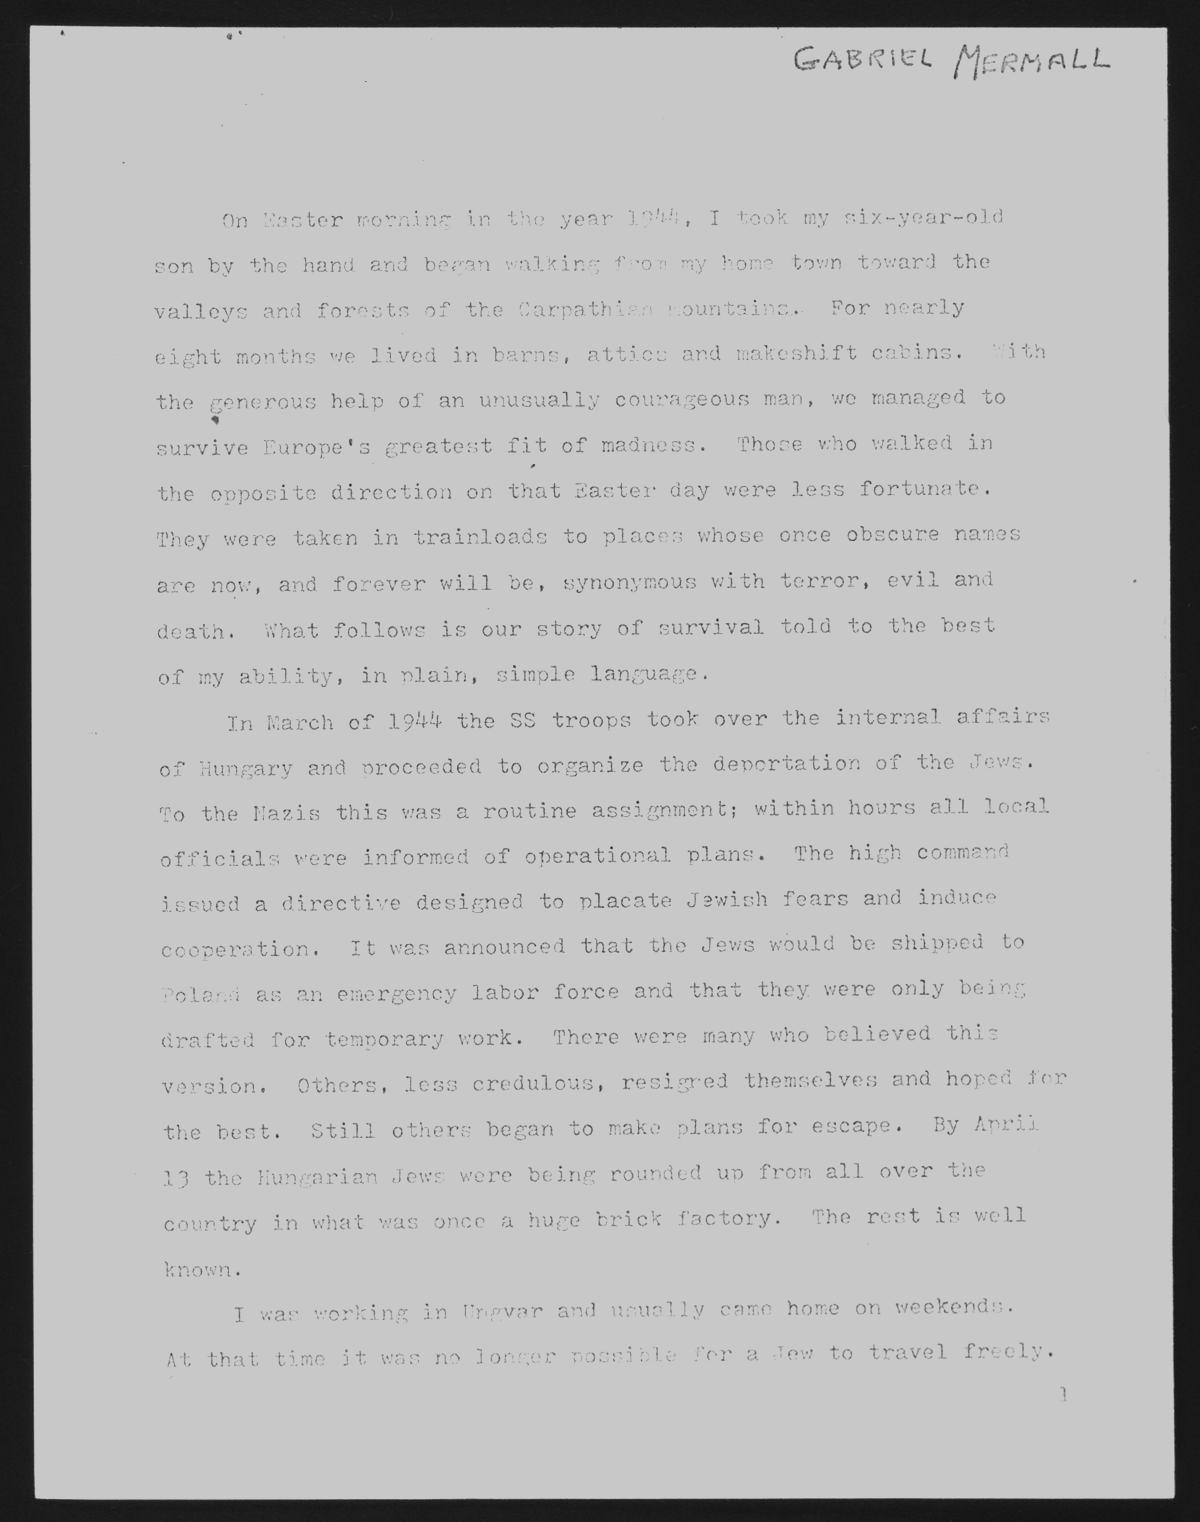 GABRIEL MERMALL
On Easter morning in the year 1944, I took my six-year-old
son by the hand and began walking from my home town toward the
valleys and forests of the Carpathian mountains. For nearly
eight months we lived in barns, attics and makeshift cabins. With
the generous help of an unusually courageous man, we managed to
survive Europe's greatest fit of madness. Those who walked in
the opposite direction on that Easter day were less fortunate.
They were taken in trainloads to places whose once obscure names
are now, and forever will be, synonymous with terror, evil and
death. What follows is our story of survival told to the best
of my ability, in plain, simple language.
In March of 1944 the SS troops took over the internal affairs
of Hungary and proceeded to organize the deportation of the Jews.
To the Nazis this was a routine assignment; within hours all local
officials were informed of operational plans. The high command
issued a directive designed to placate Jewish fears and induce
cooperation. It was announced that the Jews would be shipped to
Poland as an emergency labor force and that they were only being
drafted for temporary work. There were many who believed this
version. Others, less credulous, resigned themselves and hoped for
the best. Still others began to make plans for escape. By April
13 the Hungarian Jews were being rounded up from all over the
country in what was once a huge brick factory. The rest is well
known.
I was working in Ungvar and usually came home on weekends.
At that time it was no longer possible for a Jew to travel freely.
1